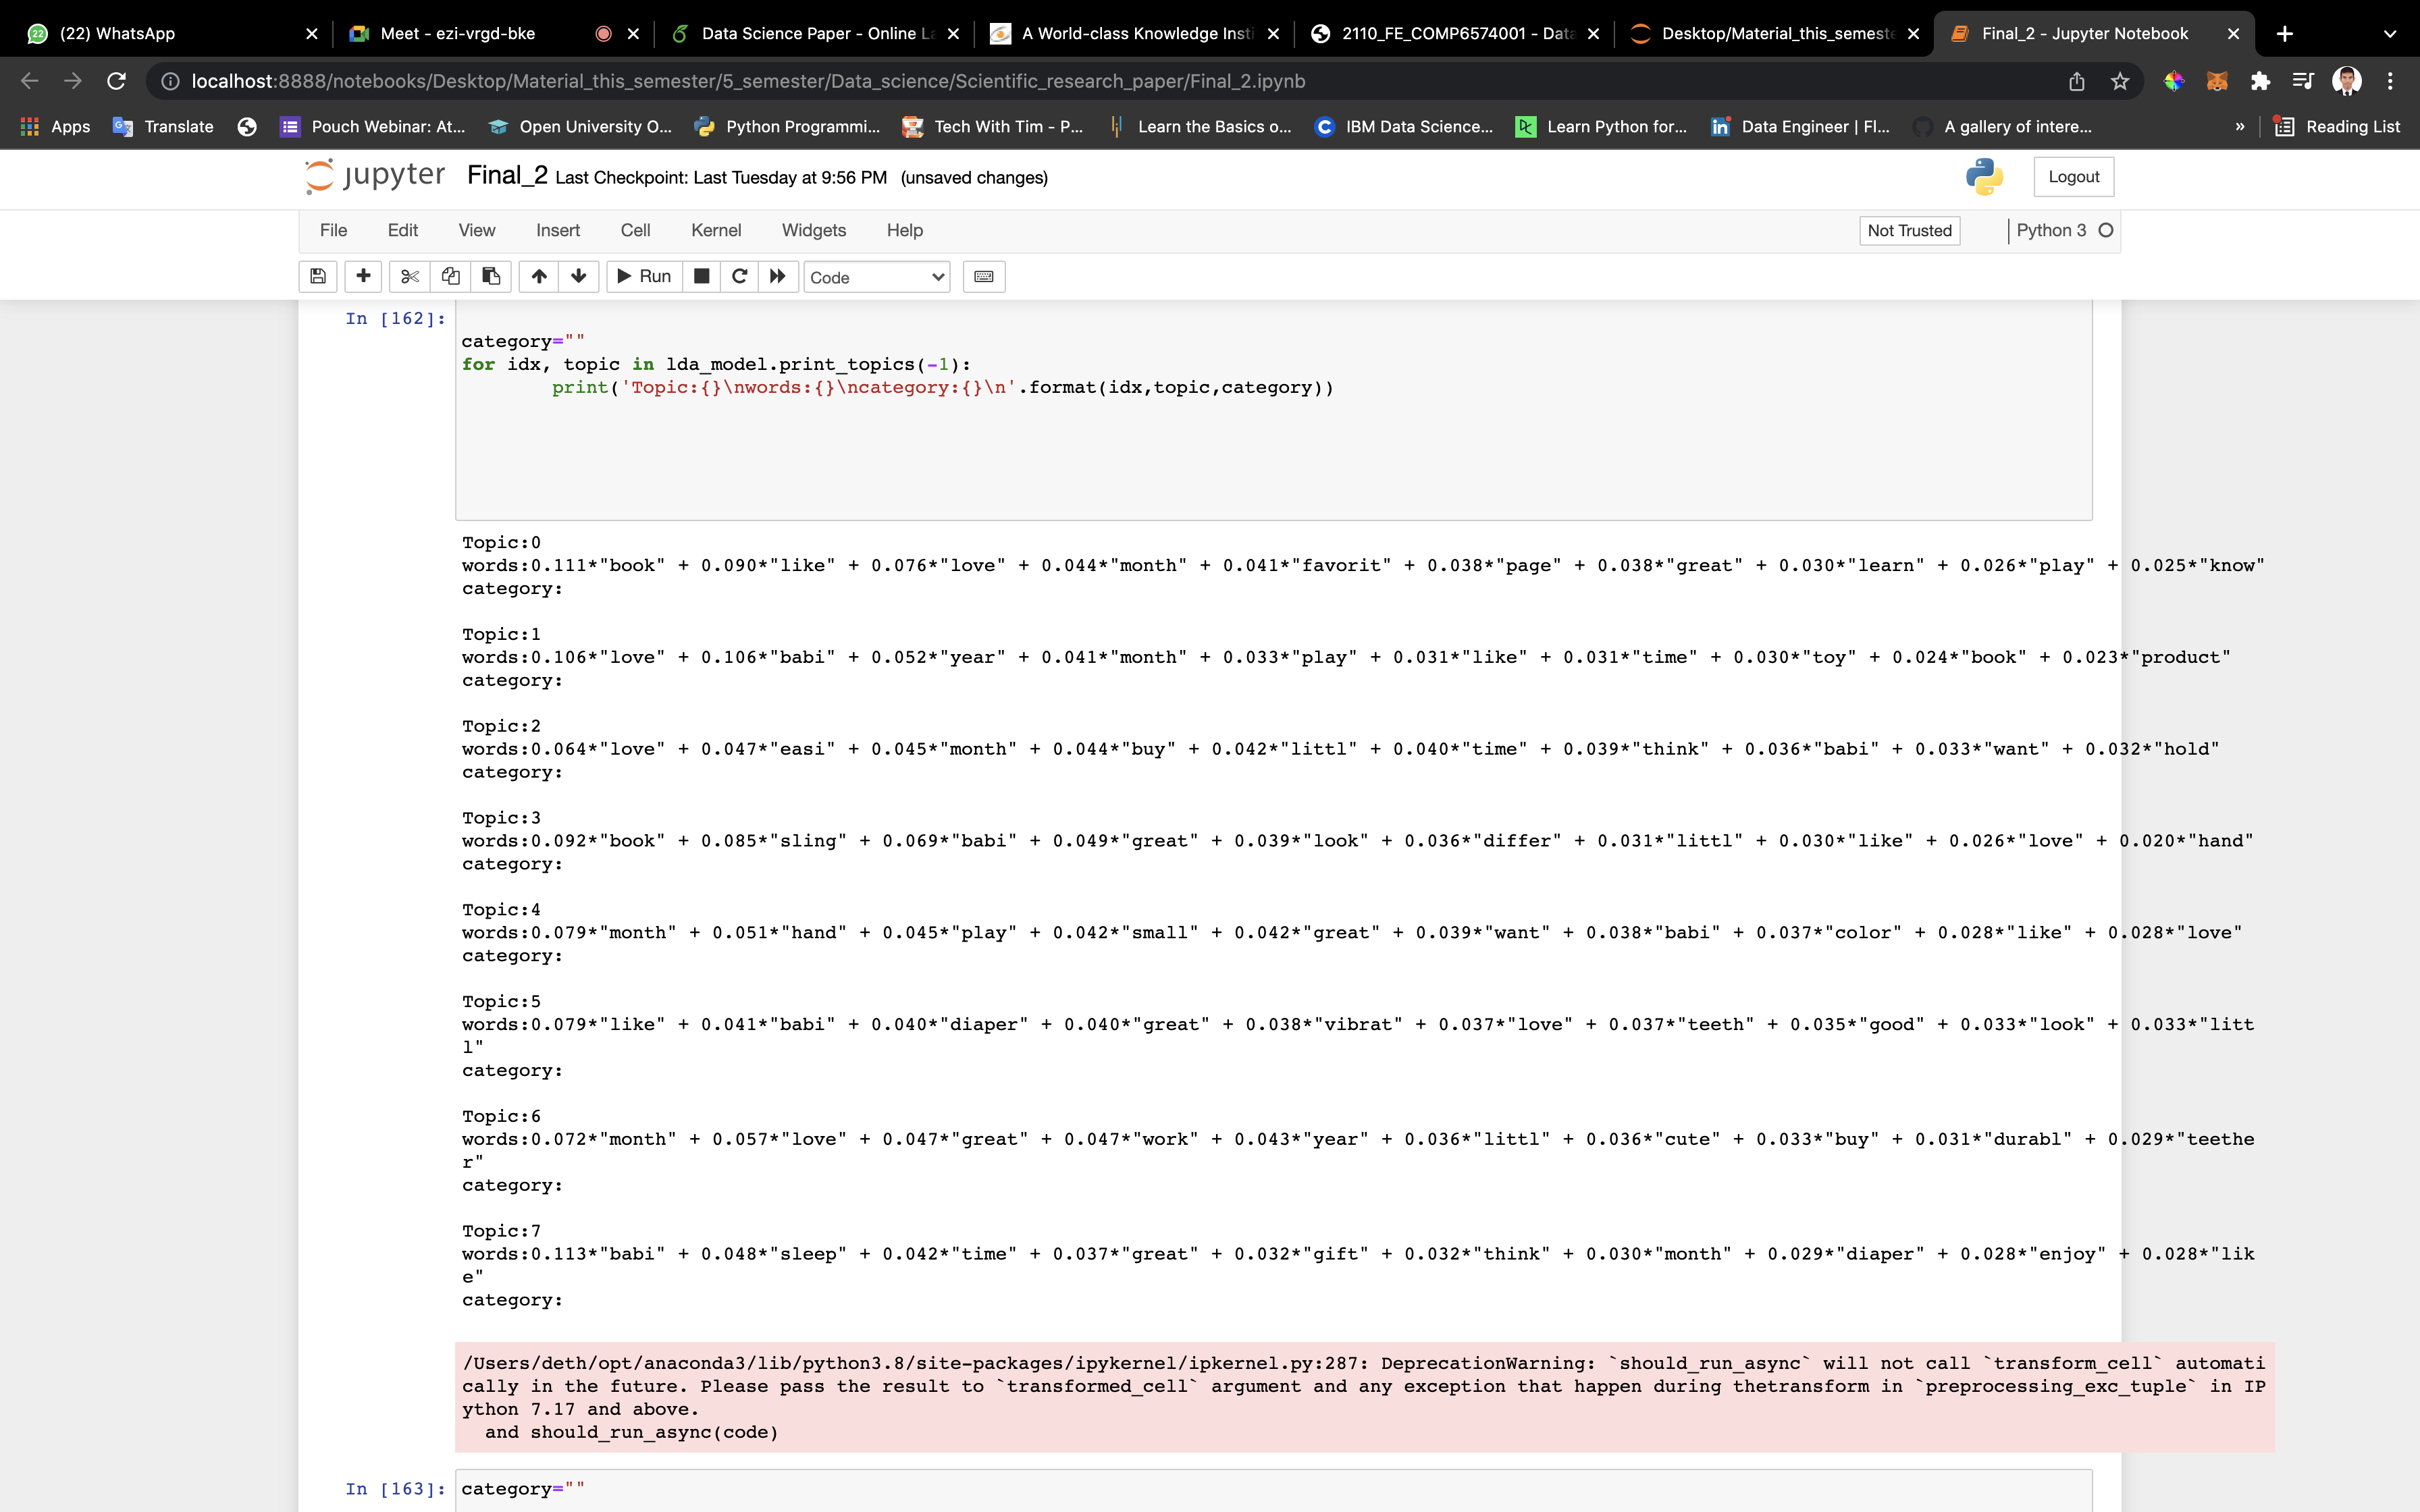 (22) WhatsApp
Meet - ezi-vrgd-bke
Data Science Paper - Online La
A World-class Knowledge Insti
2110_FE_COMP6574001 - Data
Desktop/Material_this_semeste
Final_2 - Jupyter Notebook
localhost:8888/notebooks/Desktop/Material_this_semester/5_semester/Data_science/Scientific_research_paper/Final_2.ipynb
Apps
Translate
Pouch Webinar: At...
Open University O...
Python Programmi...
Tech With Tim - P...
Learn the Basics o...
IBM Data Science...
Learn Python for...
Data Engineer | Fl...
A gallery of intere...
»
Reading List
jupyter Final_2 Last Checkpoint: Last Tuesday at 9:56 PM (unsaved changes)
Logout
File Edit View Insert Cell Kernel Widgets Help
Not Trusted
Python 3
Run
Code
In [162]:
category=""
for idx, topic in lda_model.print_topics(-1):
        print('Topic:{}\nwords:{}\ncategory:{}\n'.format(idx,topic,category))
Topic:0
words:0.111*"book" + 0.090*"like" + 0.076*"love" + 0.044*"month" + 0.041*"favorit" + 0.038*"page" + 0.038*"great" + 0.030*"learn" + 0.026*"play" + 0.025*"know"
category:
Topic:1
words:0.106*"love" + 0.106*"babi" + 0.052*"year" + 0.041*"month" + 0.033*"play" + 0.031*"like" + 0.031*"time" + 0.030*"toy" + 0.024*"book" + 0.023*"product"
category:
Topic:2
words:0.064*"love" + 0.047*"easi" + 0.045*"month" + 0.044*"buy" + 0.042*"littl" + 0.040*"time" + 0.039*"think" + 0.036*"babi" + 0.033*"want" + 0.032*"hold"
category:
Topic:3
words:0.092*"book" + 0.085*"sling" + 0.069*"babi" + 0.049*"great" + 0.039*"look" + 0.036*"differ" + 0.031*"littl" + 0.030*"like" + 0.026*"love" + 0.020*"hand"
category:
Topic:4
words:0.079*"month" + 0.051*"hand" + 0.045*"play" + 0.042*"small" + 0.042*"great" + 0.039*"want" + 0.038*"babi" + 0.037*"color" + 0.028*"like" + 0.028*"love"
category:
Topic:5
words:0.079*"like" + 0.041*"babi" + 0.040*"diaper" + 0.040*"great" + 0.038*"vibrat" + 0.037*"love" + 0.037*"teeth" + 0.035*"good" + 0.033*"look" + 0.033*"litt
l"
category:
Topic:6
words:0.072*"month" + 0.057*"love" + 0.047*"great" + 0.047*"work" + 0.043*"year" + 0.036*"littl" + 0.036*"cute" + 0.033*"buy" + 0.031*"durabl" + 0.029*"teethe
r"
category:
Topic:7
words:0.113*"babi" + 0.048*"sleep" + 0.042*"time" + 0.037*"great" + 0.032*"gift" + 0.032*"think" + 0.030*"month" + 0.029*"diaper" + 0.028*"enjoy" + 0.028*"lik
e"
category:
/Users/deth/opt/anaconda3/lib/python3.8/site-packages/ipykernel/ipkernel.py:287: DeprecationWarning: `should_run_async` will not call `transform_cell` automati
cally in the future. Please pass the result to `transformed_cell` argument and any exception that happen during thetransform in `preprocessing_exc_tuple` in IP
ython 7.17 and above.
  and should_run_async(code)
In [163]:
category=""